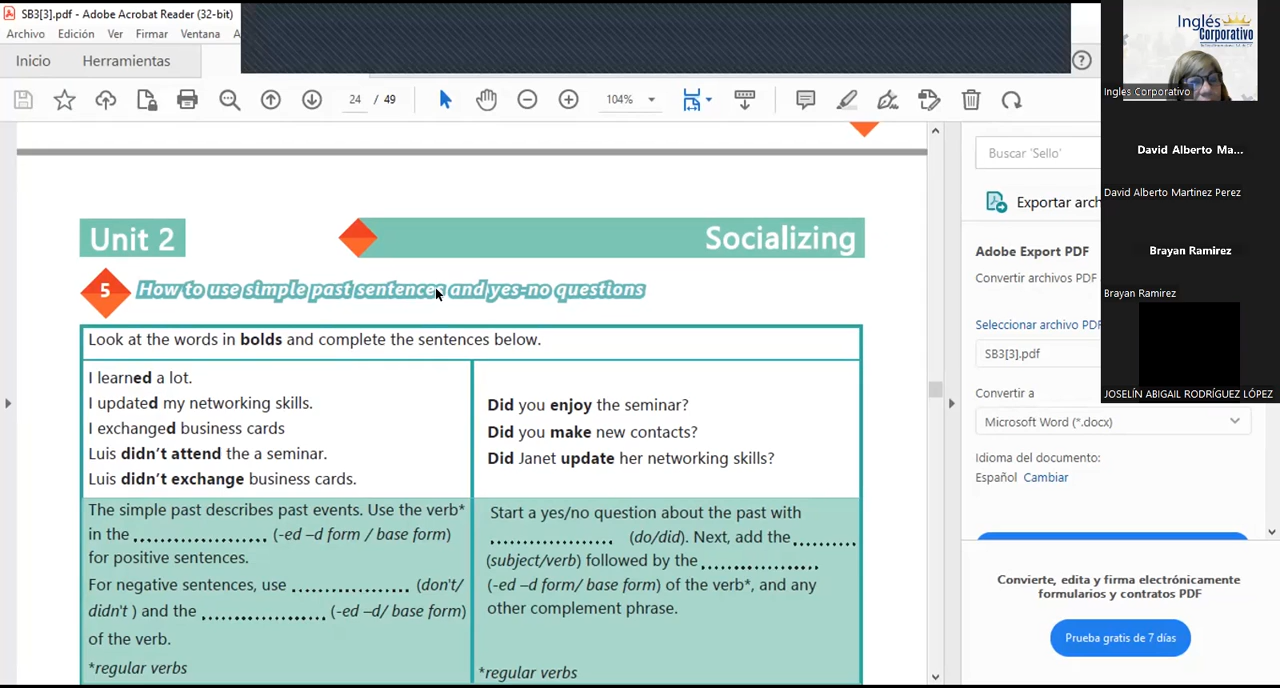 SB3[3].pdf - Adobe Acrobat Reader (32-bit)
Archivo Edición Ver Firmar Ventana A
Inicio Herramientas
24 / 49 104%
Unit 2 Socializing
5 How to use simple past sentences and yes-no questions
Look at the words in bolds and complete the sentences below.
I learned a lot.
I updated my networking skills.
I exchanged business cards
Luis didn't attend the a seminar.
Luis didn't exchange business cards.
Did you enjoy the seminar?
Did you make new contacts?
Did Janet update her networking skills?
The simple past describes past events. Use the verb*
in the .................... (-ed –d form / base form)
for positive sentences.
For negative sentences, use .................. (don't/
didn't ) and the ................... (-ed –d/ base form)
of the verb.
*regular verbs
Start a yes/no question about the past with
................... (do/did). Next, add the..........
(subject/verb) followed by the ..................
(-ed –d form/ base form) of the verb*, and any
other complement phrase.
*regular verbs
Buscar 'Sello'
Exportar arch
Adobe Export PDF
Convertir archivos PDF
Seleccionar archivo PDF
SB3[3].pdf
Convertir a
Microsoft Word (*.docx)
Idioma del documento:
Español Cambiar
Convierte, edita y firma electrónicamente
formularios y contratos PDF
Prueba gratis de 7 días
Inglés
Corporativo
Ingles Corporativo
David Alberto Ma...
David Alberto Martinez Perez
Brayan Ramirez
Brayan Ramirez
JOSELÍN ABIGAIL RODRÍGUEZ LÓPEZ